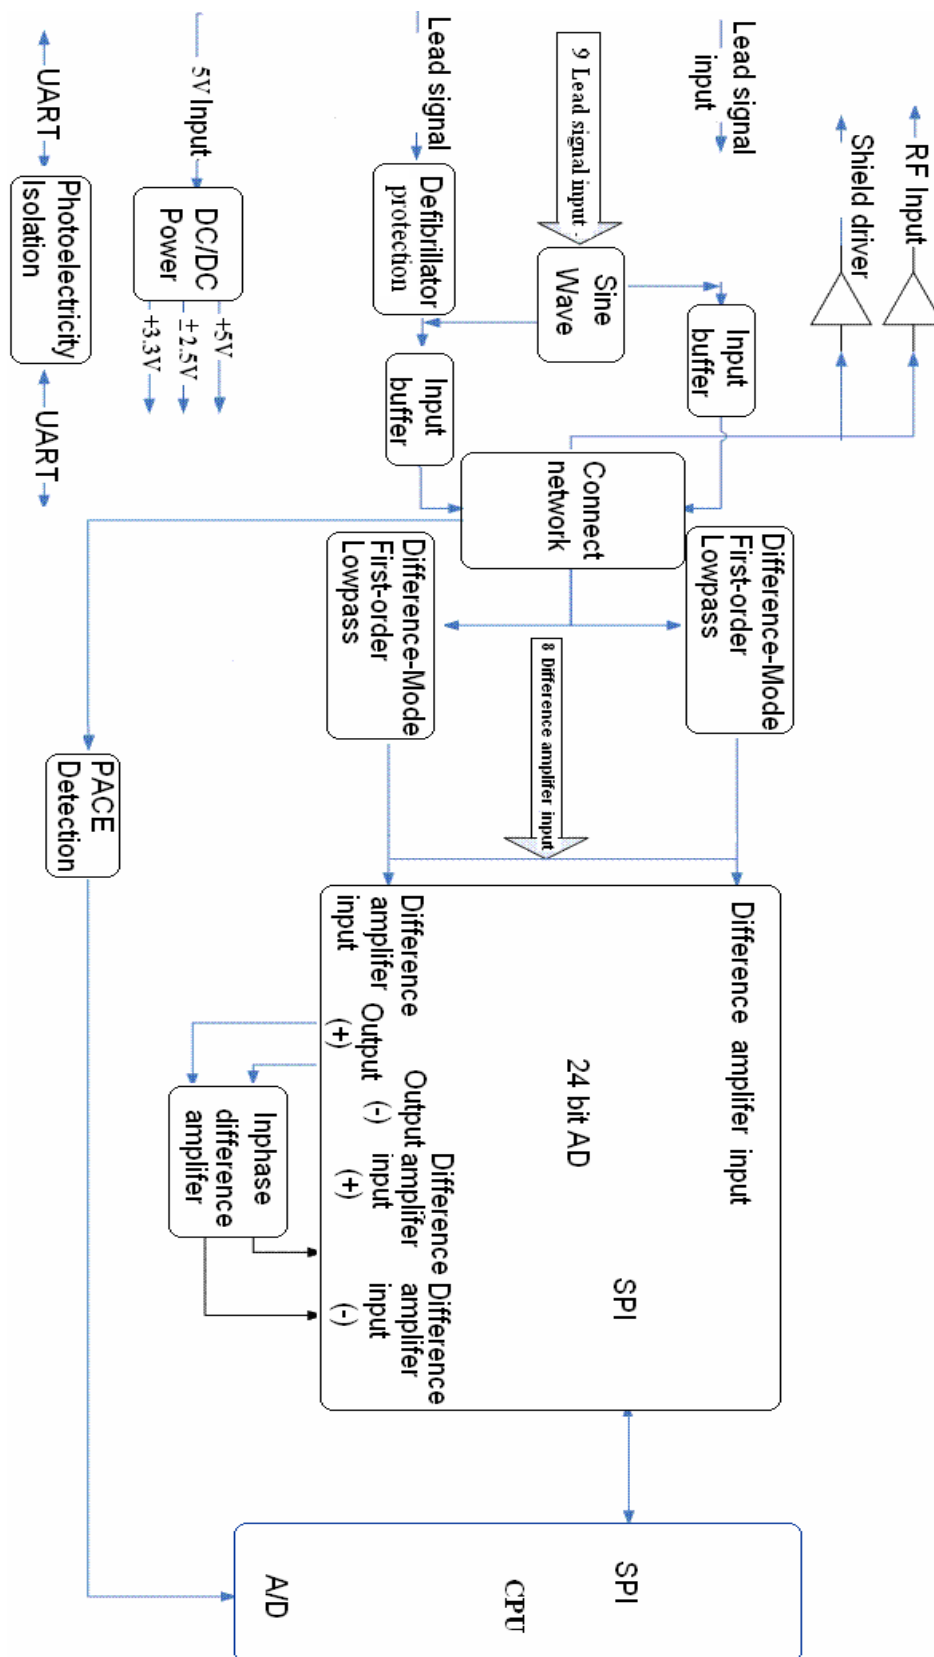 RF Input
Shield driver
Lead signal
input
9 Lead signal input .
Lead signal
5V Input
UART
Sine
Wave
Defibrillator
protection
DC/DC
Power
+5V
±2.5V
+3.3V
Photoelectricity
Isolation
UART
Input
buffer
Input
buffer
Connect
network
Difference-Mode
First-order
Lowpass
Difference-Mode
First-order
Lowpass
8 Difference amplifer input
PACE
Detection
Difference amplifer input
24 bit AD
SPI
Difference
amplifer
input
Output
(+)
Output
(-)
Difference
amplifer
input
(+)
Difference
amplifer
input
(-)
Inphase
difference
amplifer
SPI
CPU
A/D